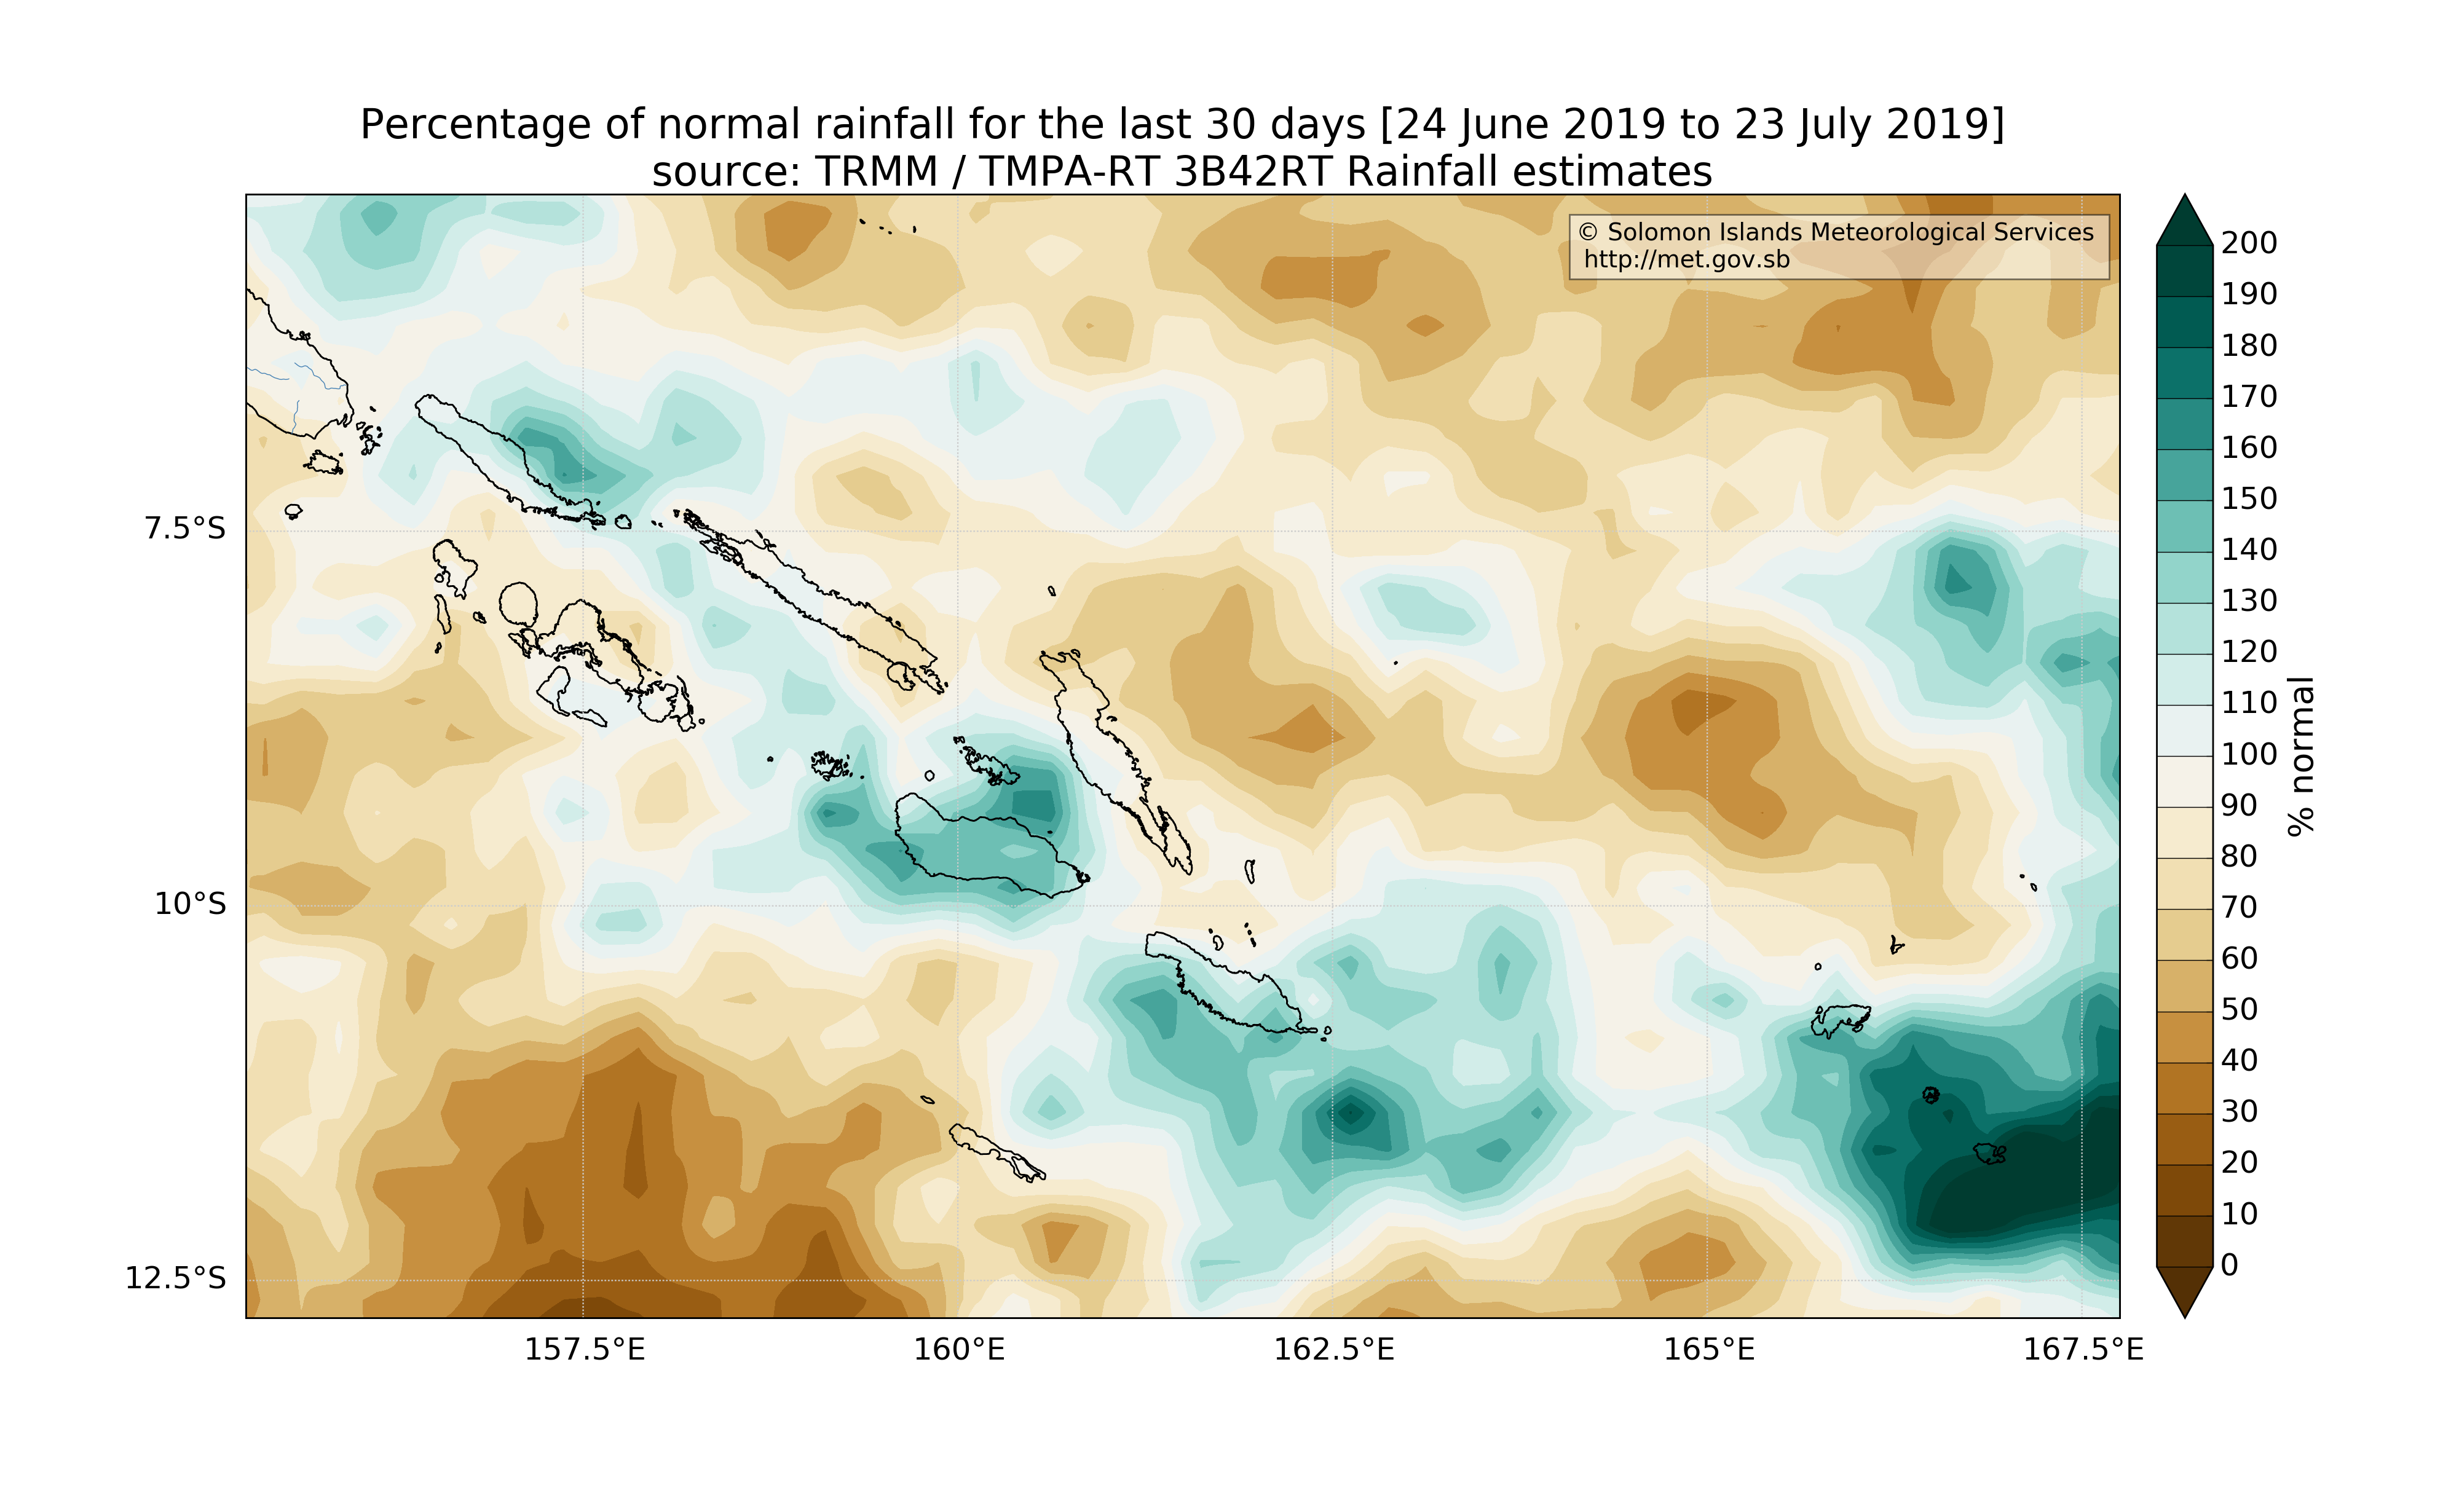 Percentage of normal rainfall for the last 30 days [24 June 2019 to 23 July 2019]
source: TRMM / TMPA-RT 3B42RT Rainfall estimates
© Solomon Islands Meteorological Services
http://met.gov.sb
7.5°S
10°S
12.5°S
157.5°E
160°E
162.5°E
165°E
167.5°E
200
190
180
170
160
150
140
130
120
110
100
90
80
70
60
50
40
30
20
10
0
% normal